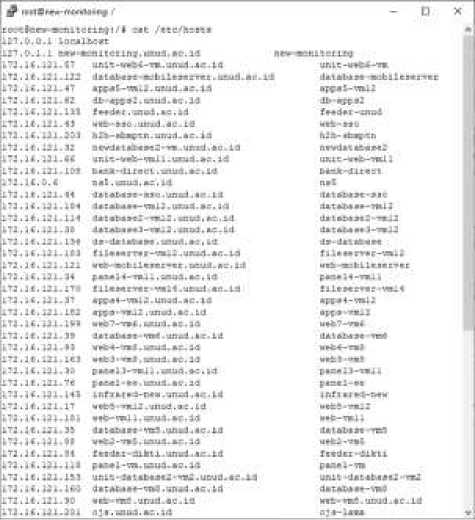 root@new-monitoring: /
root@new-monitoring:/# cat /etc/hosts
127.0.0.1 localhost
127.0.1.1 new-monitoring.unud.ac.id new-monitoring
172.16.121.57 unit-web6-vm.unud.ac.id unit-web6-vm
172.16.121.122 database-mobileserver.unud.ac.id database-mobileserver
172.16.121.47 apps5-vm12.unud.ac.id apps5-vm12
172.16.121.62 db-apps2.unud.ac.id db-apps2
172.16.121.135 feeder.unud.ac.id feeder-unud
172.16.121.43 web-sso.unud.ac.id web-sso
172.16.121.203 h2h-sbmptn.unud.ac.id h2h-sbmptn
172.16.121.32 newdatabase2-vm.unud.ac.id newdatabase2
172.16.121.66 unit-web-vm11.unud.ac.id unit-web-vm11
172.16.121.108 bank-direct.unud.ac.id bank-direct
172.16.0.6 ns5.unud.ac.id ns5
172.16.121.44 database-sso.unud.ac.id database-sso
172.16.121.104 database-vm12.unud.ac.id database-vm12
172.16.121.114 database2-vm12.unud.ac.id database2-vm12
172.16.121.38 database3-vm12.unud.ac.id database3-vm12
ds-database.unud.ac.id ds-database
172.16.121.103 fileserver-vm12.unud.ac.id fileserver-vm12
172.16.121.121 web-mobileserver.unud.ac.id web-mobileserver
172.16.121.34 panel4-vm11.unud.ac.id panel4-vm11
172.16.121.170 fileserver-vm14.unud.ac.id fileserver-vm14
172.16.121.37 apps4-vm12.unud.ac.id apps4-vm12
172.16.121.182 apps-vm12.unud.ac.id apps-vm12
172.16.121.199 web7-vm6.unud.ac.id web7-vm6
172.16.121.39 database-vm8.unud.ac.id database-vm8
172.16.121.93 web4-vm5.unud.ac.id web4-vm5
172.16.121.163 web3-vm5.unud.ac.id web3-vm5
172.16.121.30 panel3-vm11.unud.ac.id panel3-vm11
172.16.121.76 panel-ee.unud.ac.id panel-ee
172.16.121.145 infrared-new.unud.ac.id infrared-new
172.16.121.17 web5-vm12.unud.ac.id web5-vm12
172.16.121.181 web-vm11.unud.ac.id web-vm11
172.16.121.35 database-vm5.unud.ac.id database-vm5
172.16.121.88 web2-vm5.unud.ac.id web2-vm5
172.16.121.84 feeder-dikti.unud.ac.id feeder-dikti
172.16.121.118 panel-vm.unud.ac.id panel-vm
172.16.121.153 unit-database2-vm2.unud.ac.id unit-database2-vm2
172.16.121.160 database-vm8.unud.ac.id database-vm8
172.16.121.90 web-vm8.unud.ac.id web-vm8.unud.ac.id
172.16.121.201 ojs.unud.ac.id ojs-lama